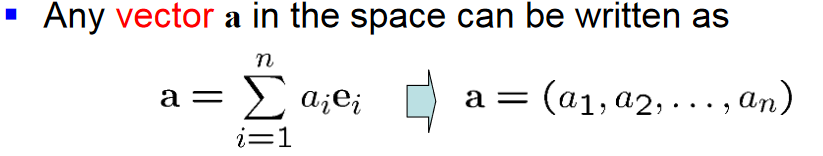 ▪ Any vector a in the space can be written as
a = ∑_{i=1}^{n} a_i e_i ⇨ a = (a_1, a_2, . . . , a_n)